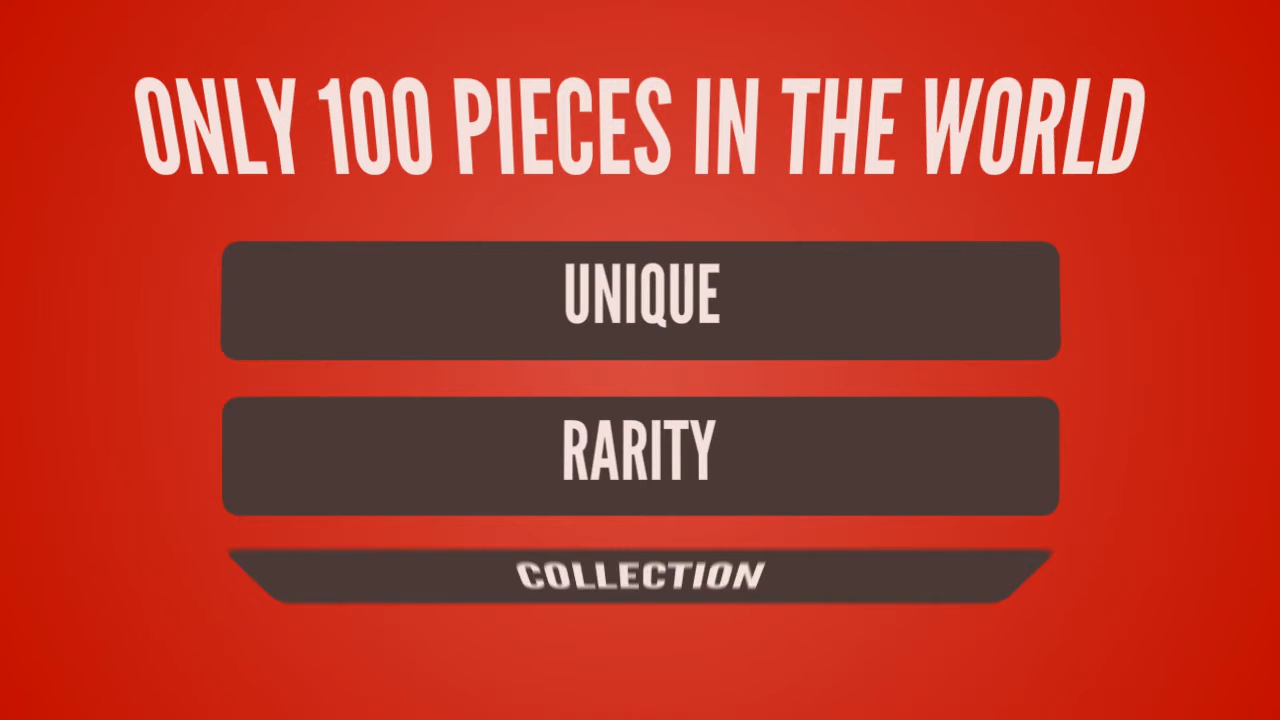 ONLY 100 PIECES IN THE WORLD
UNIQUE
RARITY
COLLECTION